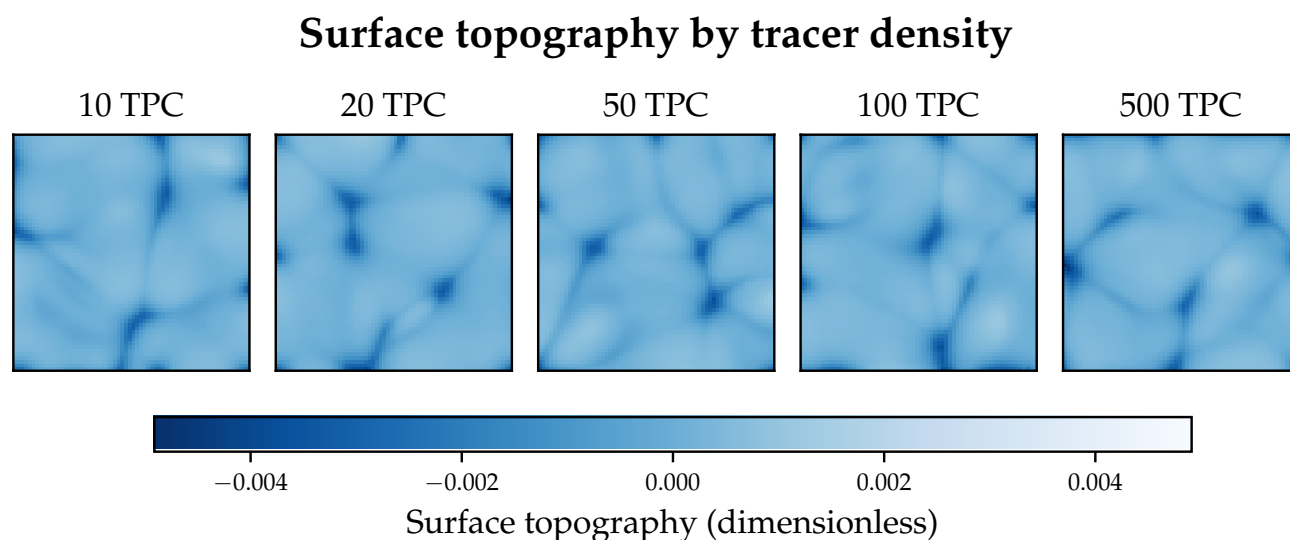 Surface topography by tracer density
10 TPC 20 TPC 50 TPC 100 TPC 500 TPC
−0.004 −0.002 0.000 0.002 0.004
Surface topography (dimensionless)